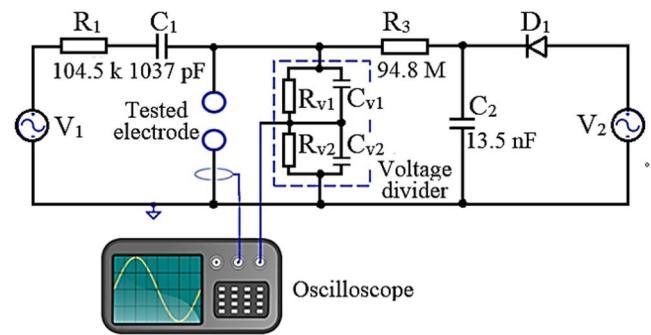 R1 C1
104.5 k 1037 pF
V1
Tested
electrode
Rv1 Cv1
Rv2 Cv2
Voltage
divider
R3
94.8 M
C2
13.5 nF
D1
V2
Oscilloscope